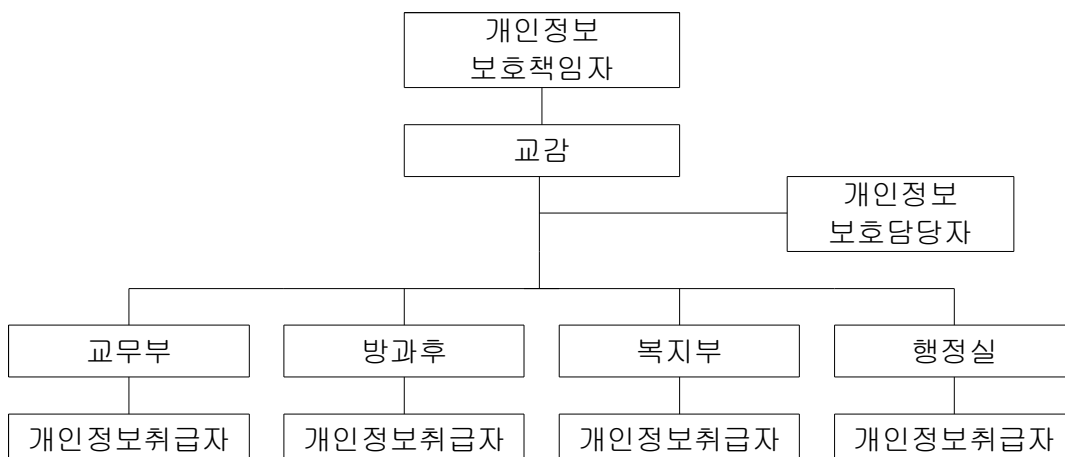 개인정보
보호책임자
교감
개인정보
보호담당자
교무부
방과후
복지부
행정실
개인정보취급자
개인정보취급자
개인정보취급자
개인정보취급자